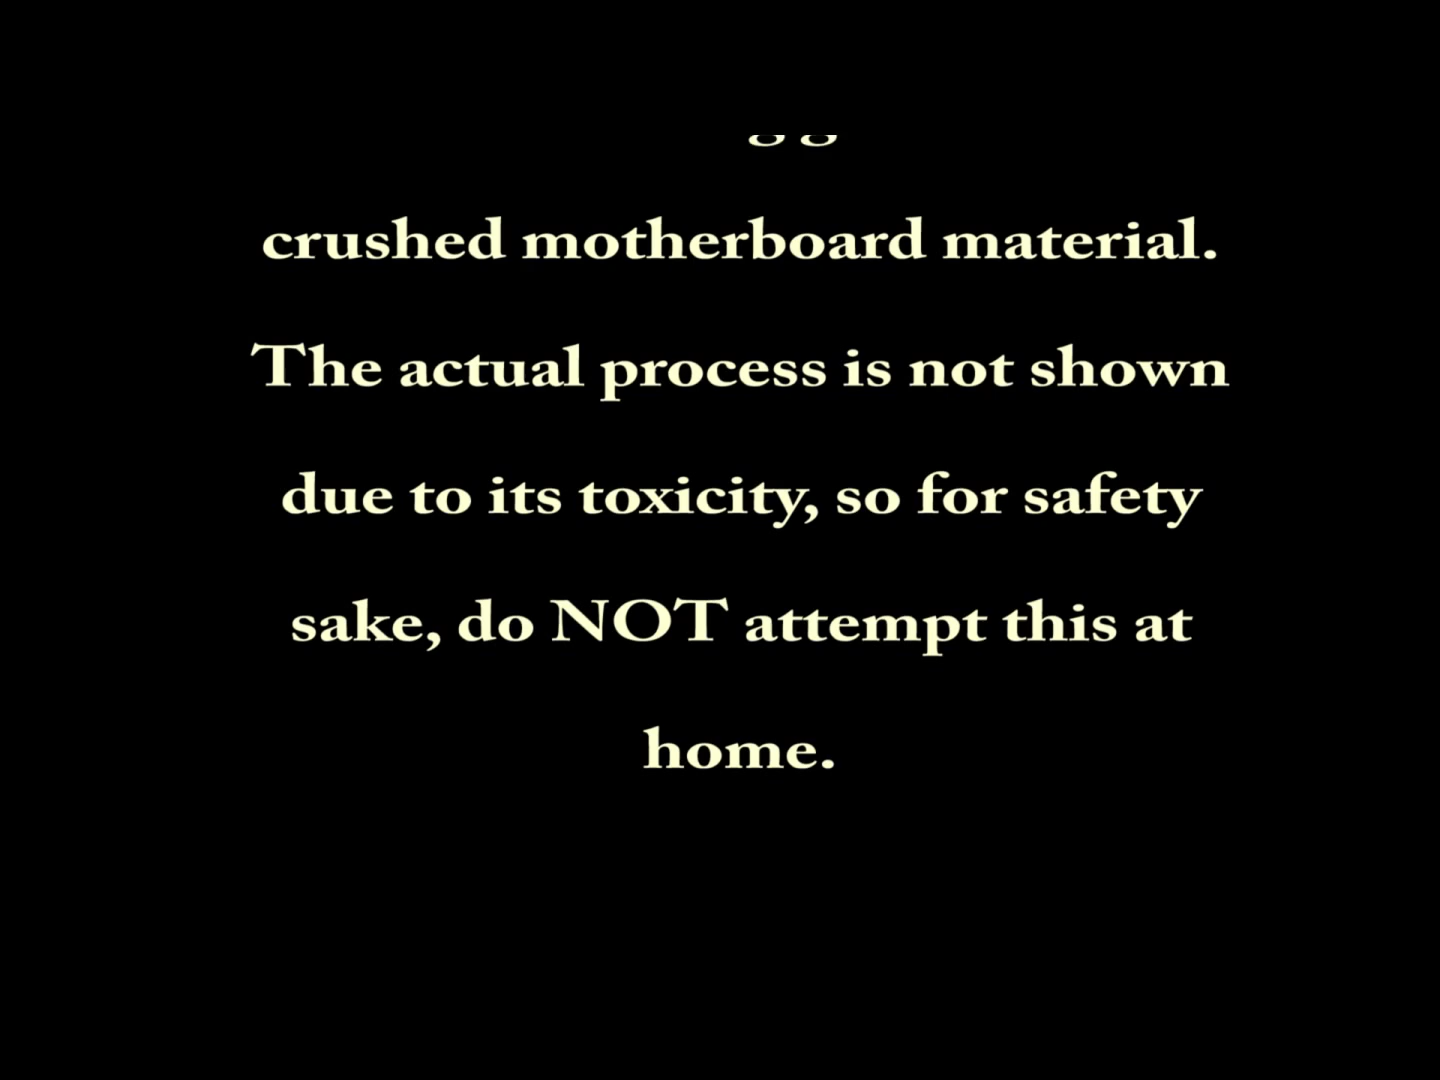 crushed motherboard material.
The actual process is not shown
due to its toxicity, so for safety
sake, do NOT attempt this at
home.